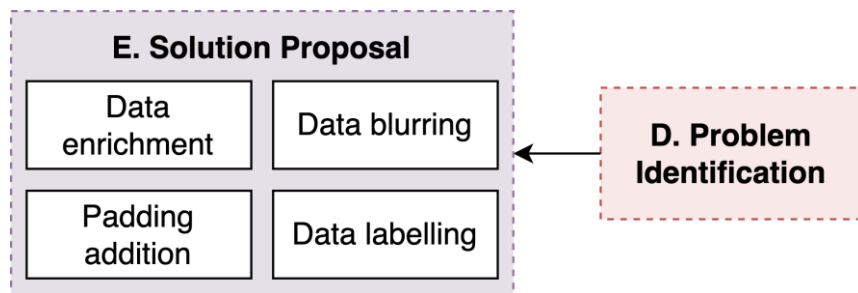 E. Solution Proposal
Data
enrichment
Data blurring
Padding
addition
Data labelling
D. Problem
Identification